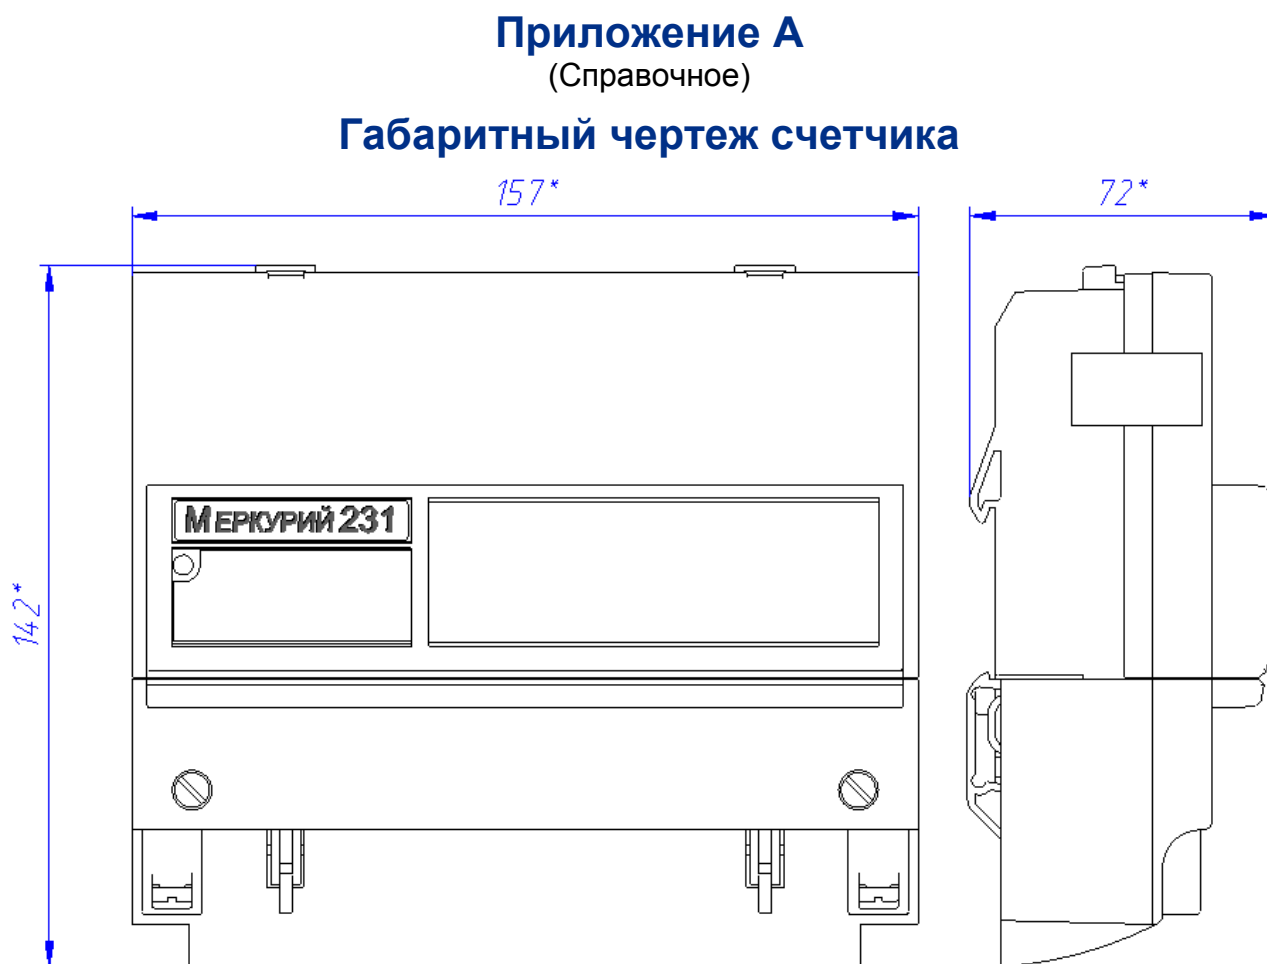 Приложение А
(Справочное)
Габаритный чертеж счетчика
157*
72*
МЕРКУРИЙ 231
142*